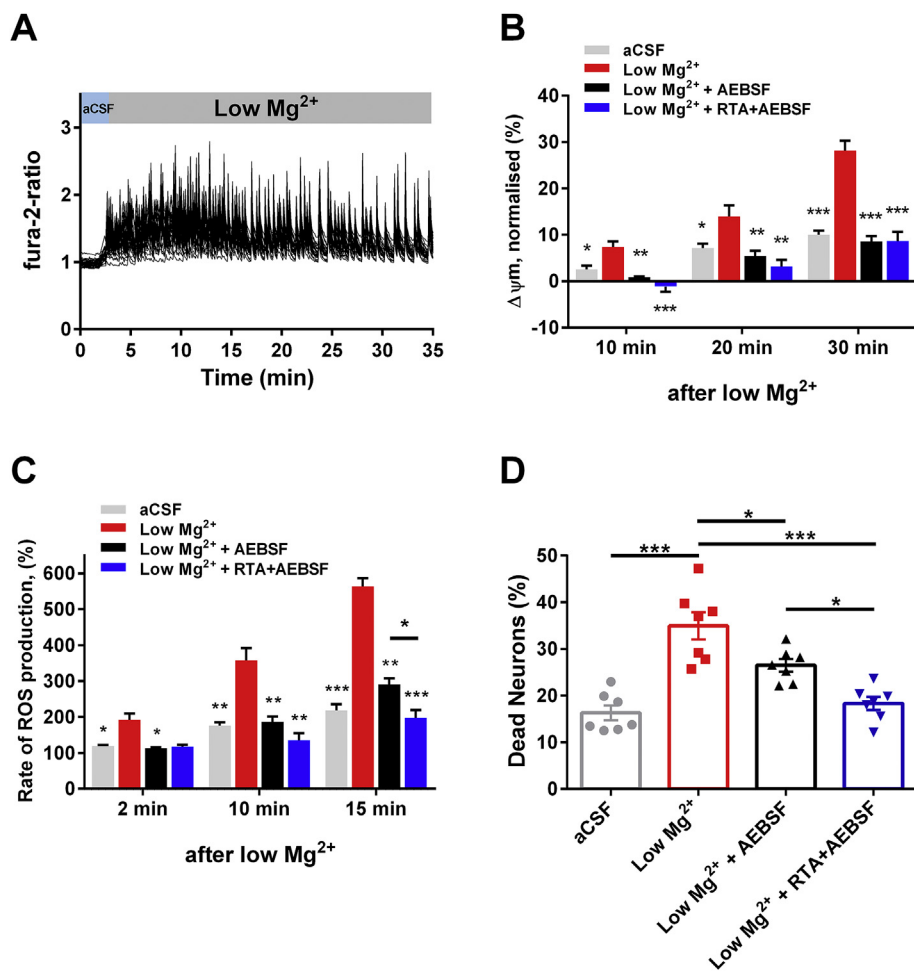 A
aCSF
Low Mg²⁺
3
2
1
0
fura-2-ratio
0 5 10 15 20 25 30 35
Time (min)
B
aCSF
Low Mg²⁺
Low Mg²⁺ + AEBSF
Low Mg²⁺ + RTA+AEBSF
40
30
20
10
0
-10
Δψm, normalised (%)
* ** ***
* ** **
*** *** ***
10 min 20 min 30 min
after low Mg²⁺
C
aCSF
Low Mg²⁺
Low Mg²⁺ + AEBSF
Low Mg²⁺ + RTA+AEBSF
600
500
400
300
200
100
0
Rate of ROS production, (%)
* *
** ** **
*** ** *** *
2 min 10 min 15 min
after low Mg²⁺
D
*
***
***
*
50
40
30
20
10
0
Dead Neurons (%)
aCSF
Low Mg²⁺
Low Mg²⁺ + AEBSF
Low Mg²⁺ + RTA+AEBSF